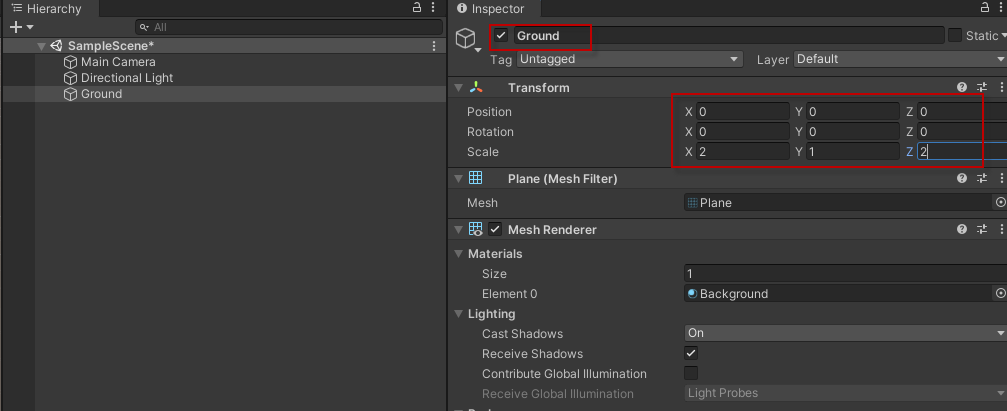 Hierarchy
All
SampleScene*
Main Camera
Directional Light
Ground
Inspector
Ground
Static
Tag Untagged Layer Default
Transform
Position X 0 Y 0 Z 0
Rotation X 0 Y 0 Z 0
Scale X 2 Y 1 Z 2
Plane (Mesh Filter)
Mesh Plane
Mesh Renderer
Materials
Size 1
Element 0 Background
Lighting
Cast Shadows On
Receive Shadows
Contribute Global Illumination
Receive Global Illumination Light Probes